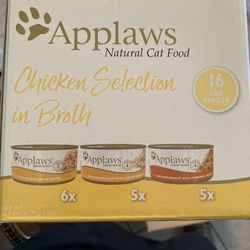 Applaws
Natural Cat Food
Chicken Selection
in Broth
16
CAN
VARIETY
Applaws
Applaws
Applaws
6x
5x
5x